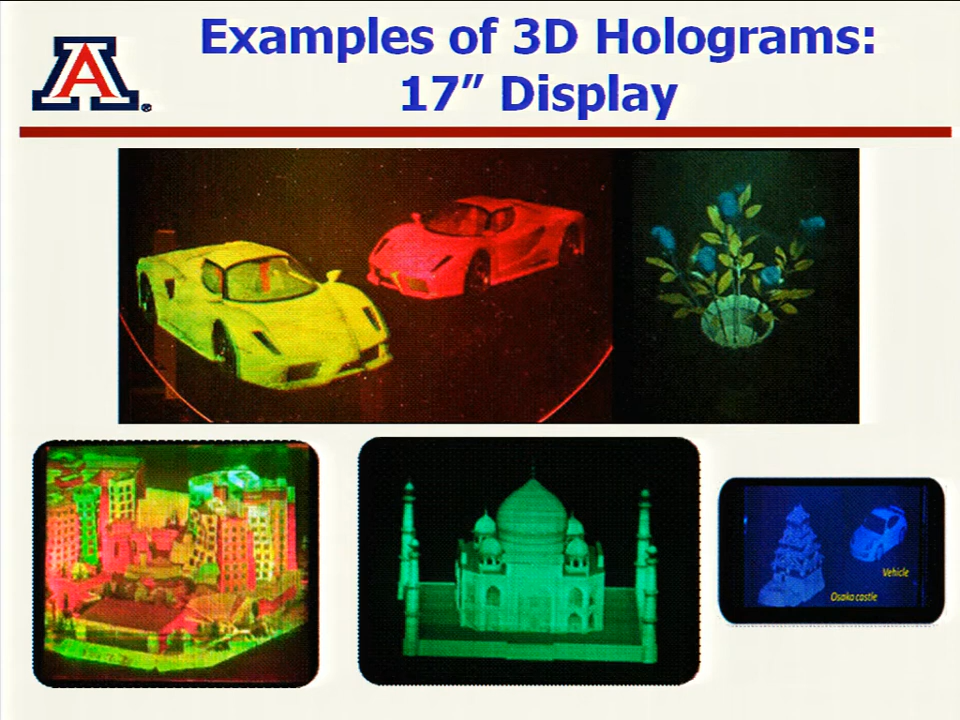 Examples of 3D Holograms:
17” Display
A
®
Vehicle
Osaka castle